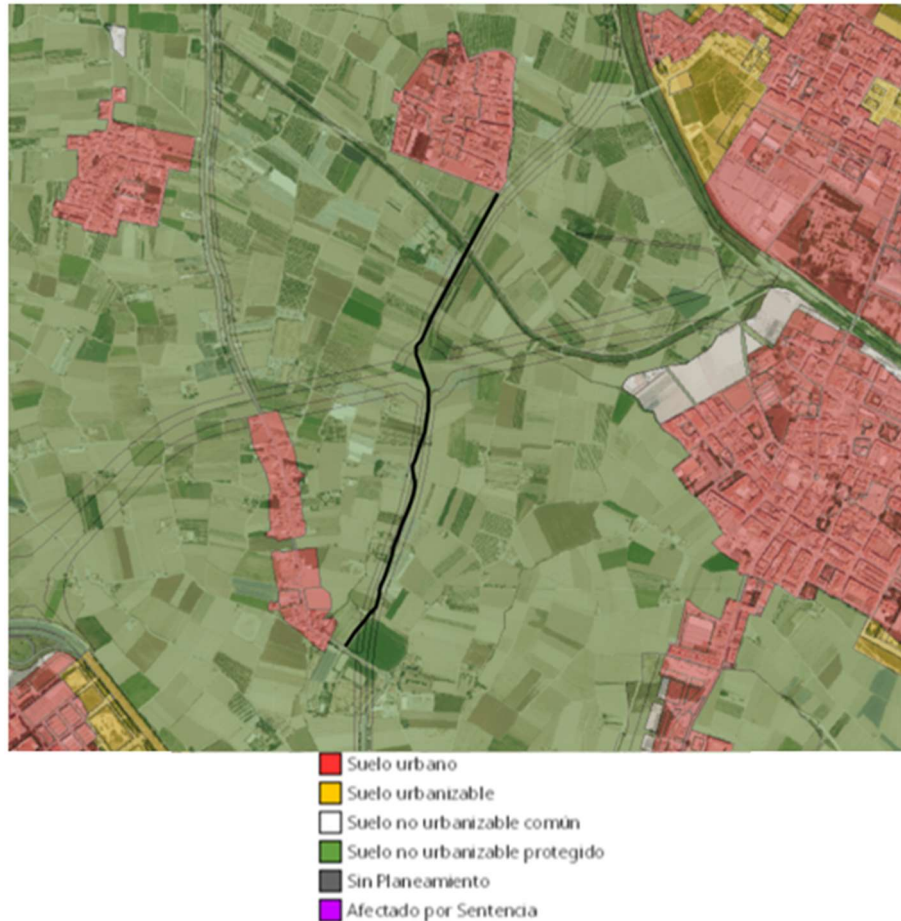 Suelo urbano
Suelo urbanizable
Suelo no urbanizable común
Suelo no urbanizable protegido
Sin Planeamiento
Afectado por Sentencia